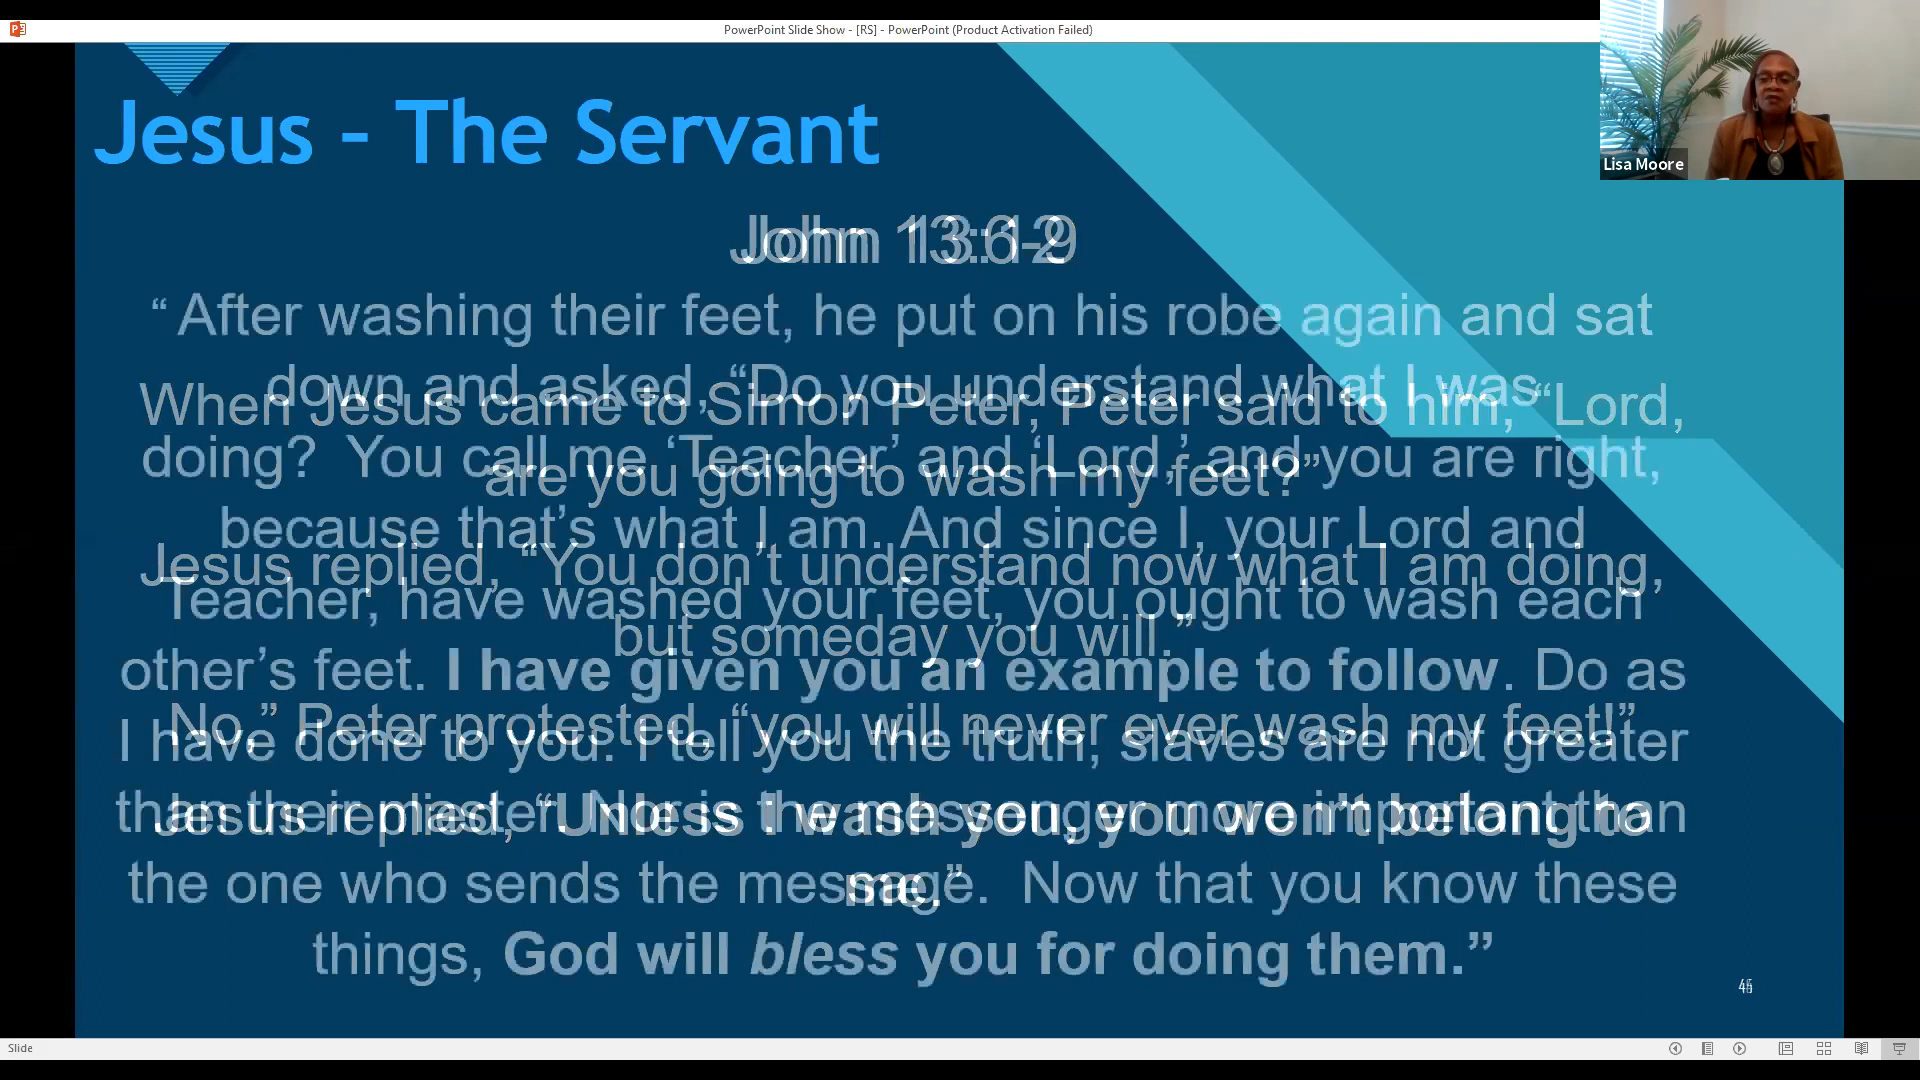 PowerPoint Slide Show - [RS] - PowerPoint (Product Activation Failed)
Lisa Moore
Jesus - The Servant
“ After washing their feet, he put on his robe again and sat
down and asked, “Do you understand what I was
doing? You call me ‘Teacher’ and ‘Lord,’ and you are right,
because that’s what I am. And since I, your Lord and
Teacher, have washed your feet, you ought to wash each
other’s feet. I have given you an example to follow. Do as
I have done to you. I tell you the truth, slaves are not greater
than their master. Nor is the messenger more important than
the one who sends the message. Now that you know these
things, God will bless you for doing them.”
When Jesus came to Simon Peter, Peter said to him, “Lord,
are you going to wash my feet?”
Jesus replied, “You don’t understand now what I am doing,
but someday you will.”
No,” Peter protested, “you will never ever wash my feet!”
Jesus replied, “Unless I wash you, you won’t belong to
me.”
Slide